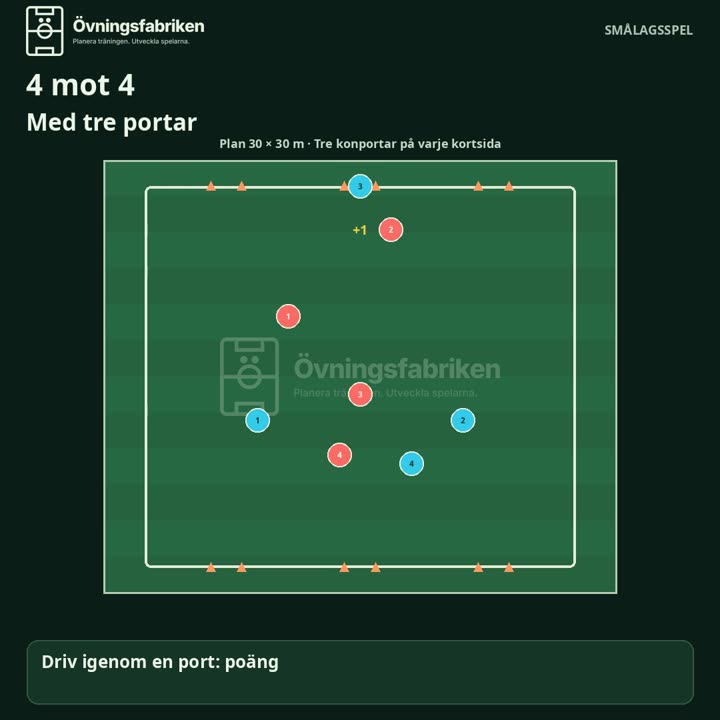 Övningsfabriken
Planera träningen. Utveckla spelarna.
SMÅLAGSSPEL
4 mot 4
Med tre portar
Plan 30 × 30 m · Tre konportar på varje kortsida
3
+1
2
1
Övningsfabriken
3
Planera trä n. Utveckla spelarna.
1
2
4
4
Driv igenom en port: poäng